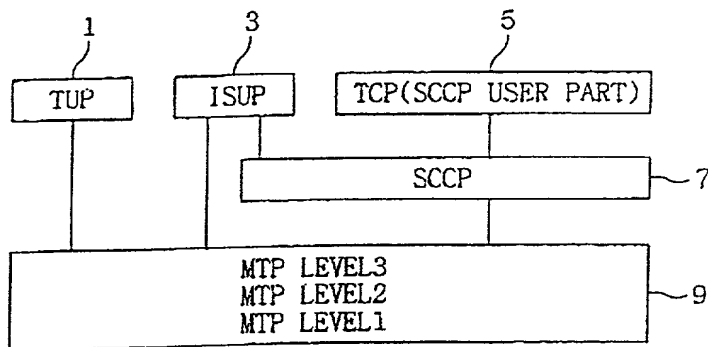 1
3
5
TUP
ISUP
TCP(SCCP USER PART)
SCCP
7
MTP LEVEL3
MTP LEVEL2
MTP LEVEL1
9